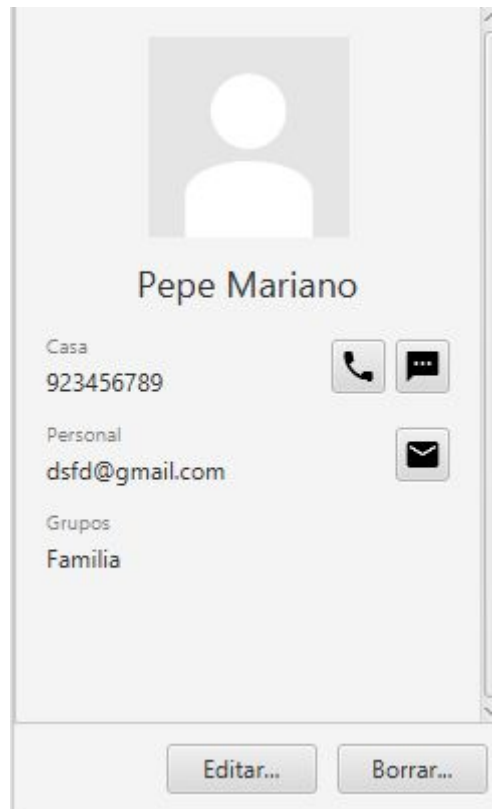 Pepe Mariano
Casa
923456789
Personal
dsfd@gmail.com
Grupos
Familia
Editar... Borrar...